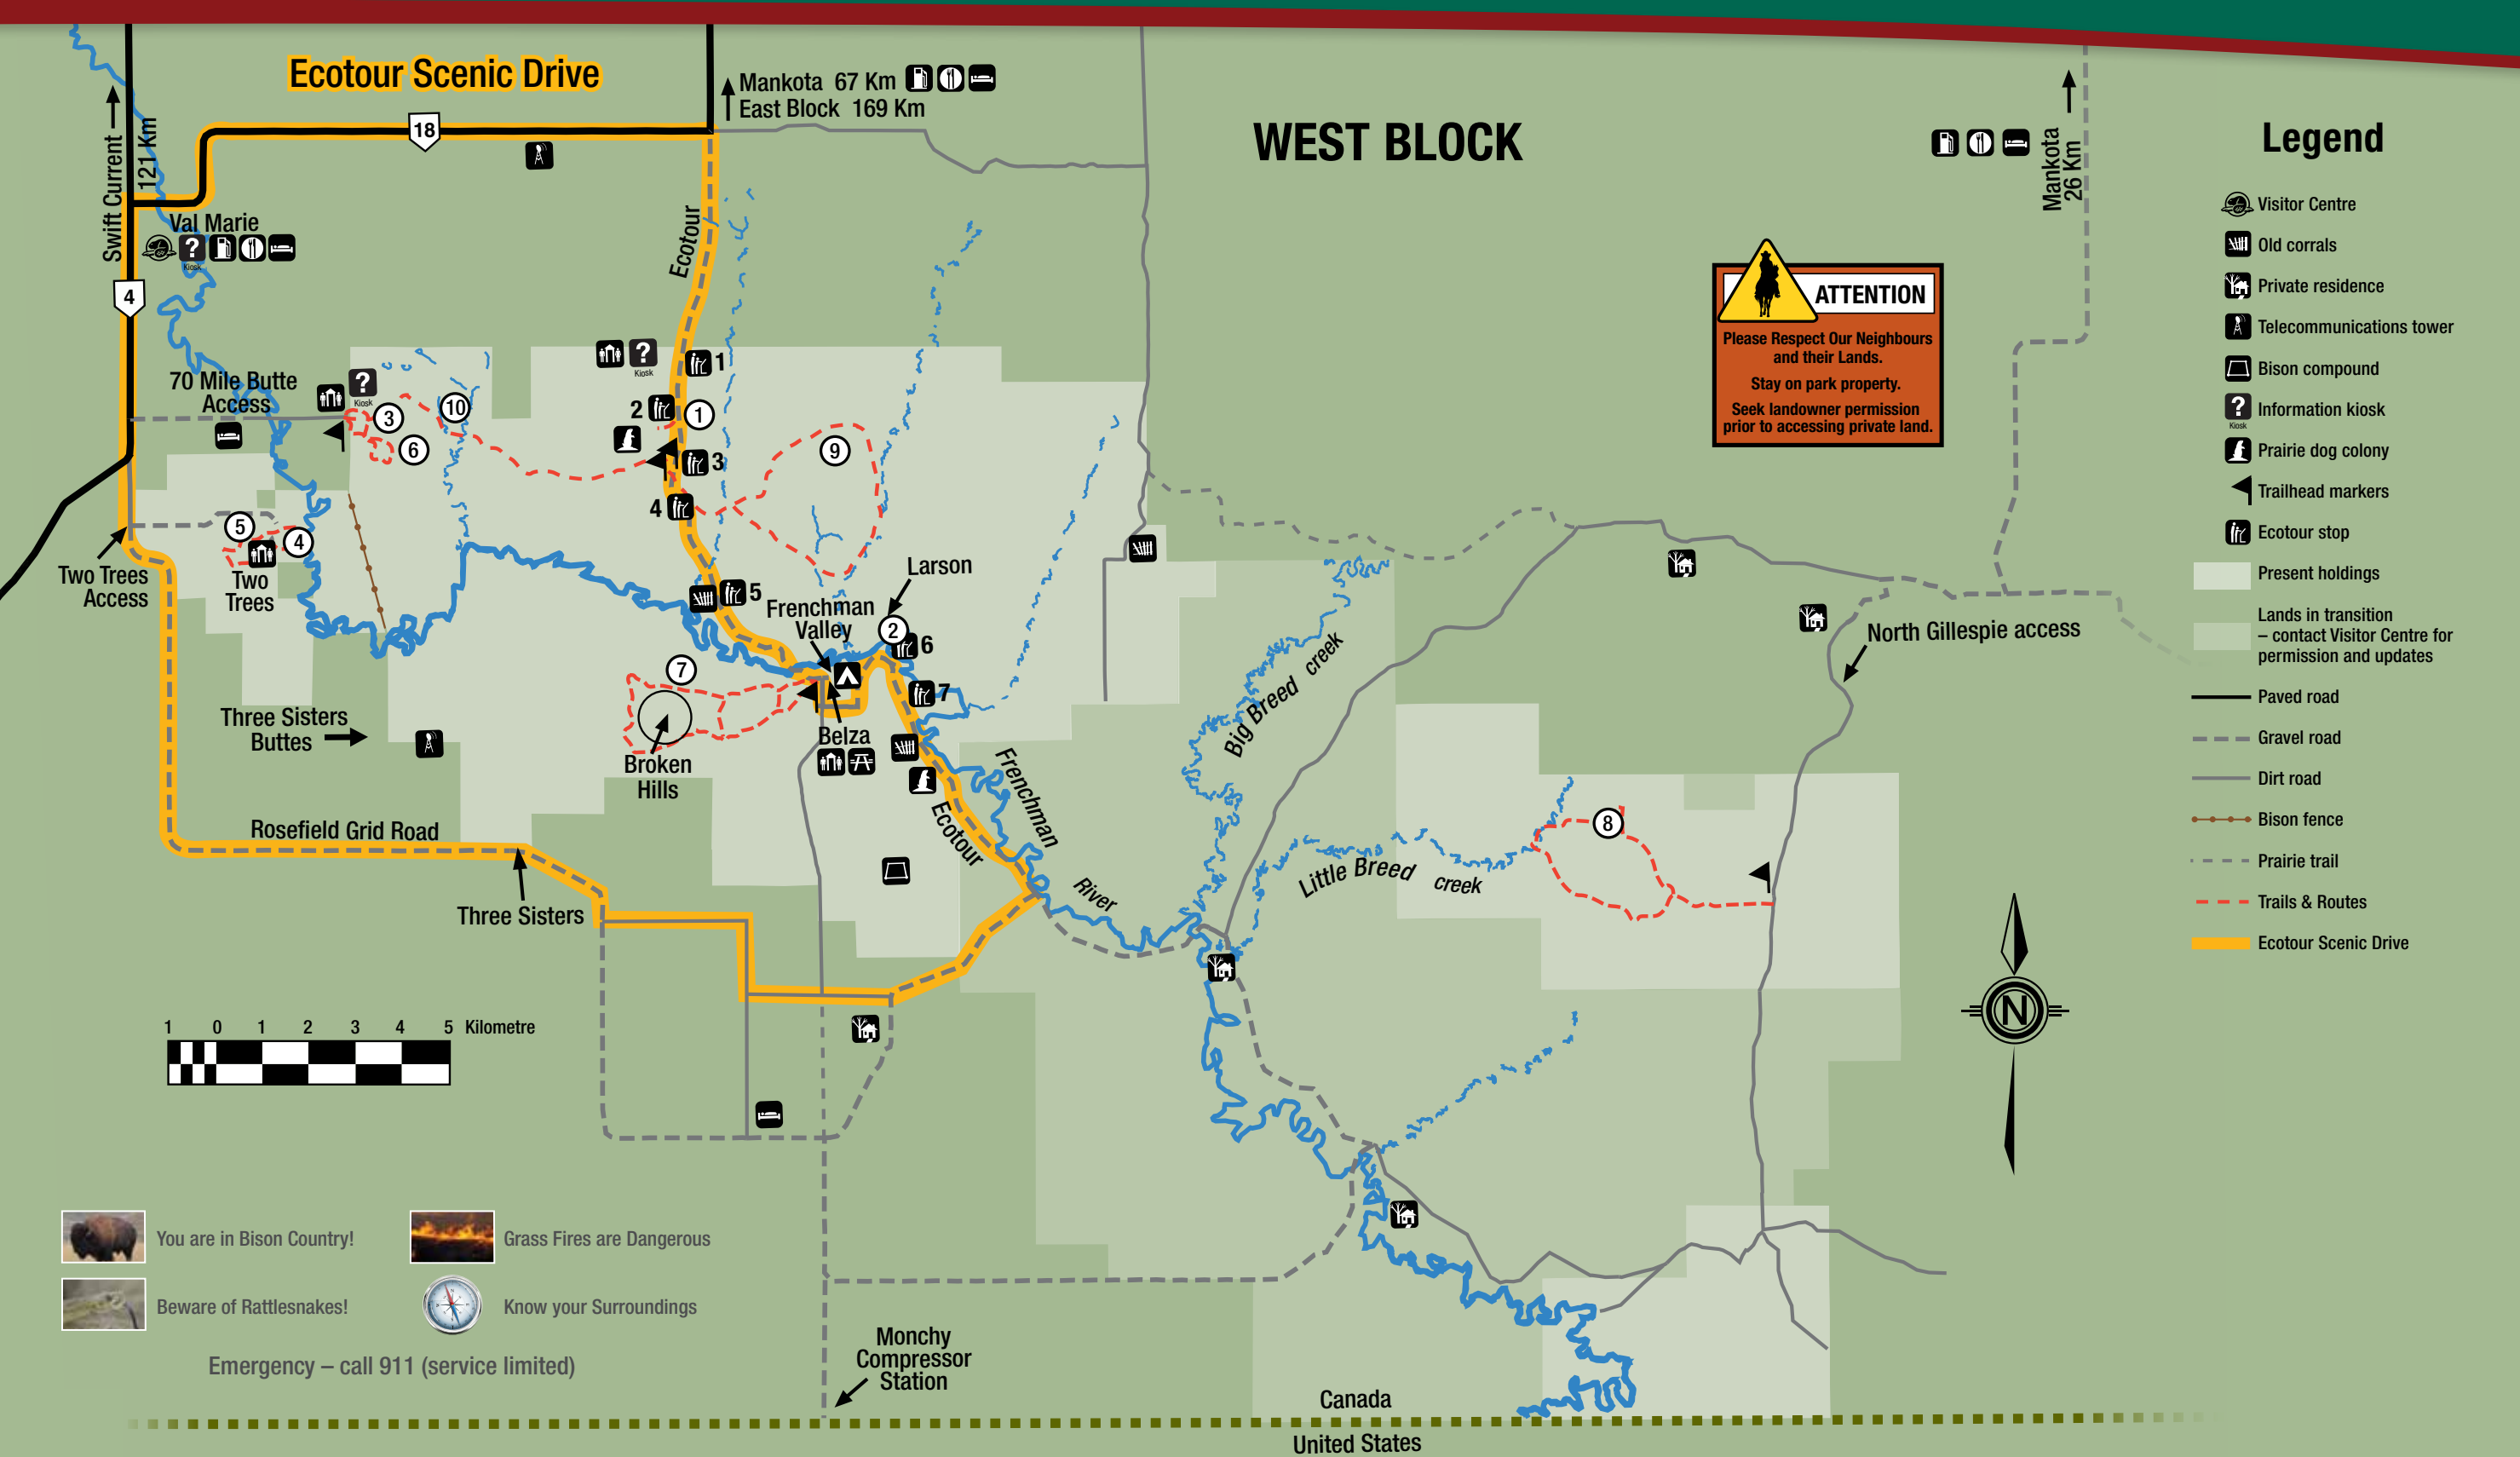 Ecotour Scenic Drive
Mankota 67 Km
East Block 169 Km
18
Swift Current
121 Km
WEST BLOCK
Mankota
26 Km
Val Marie
Kiosk
4
Ecotour
ATTENTION
Please Respect Our Neighbours
and their Lands.
Stay on park property.
Seek landowner permission
prior to accessing private land.
70 Mile Butte
Access
Kiosk
3
10
6
Kiosk
1
2
1
3
4
9
5
4
Two Trees
Access
Two
Trees
5
Larson
Frenchman
Valley
2
6
7
7
Three Sisters
Buttes
Broken
Hills
Belza
Frenchman
River
Ecotour
Big Breed creek
Little Breed creek
8
North Gillespie access
Rosefield Grid Road
Three Sisters
1 0 1 2 3 4 5 Kilometre
You are in Bison Country!
Grass Fires are Dangerous
Beware of Rattlesnakes!
Know your Surroundings
Emergency – call 911 (service limited)
Monchy
Compressor
Station
Canada
United States
N
Legend
Visitor Centre
Old corrals
Private residence
Telecommunications tower
Bison compound
Information kiosk
Kiosk
Prairie dog colony
Trailhead markers
Ecotour stop
Present holdings
Lands in transition
– contact Visitor Centre for
permission and updates
Paved road
Gravel road
Dirt road
Bison fence
Prairie trail
Trails & Routes
Ecotour Scenic Drive